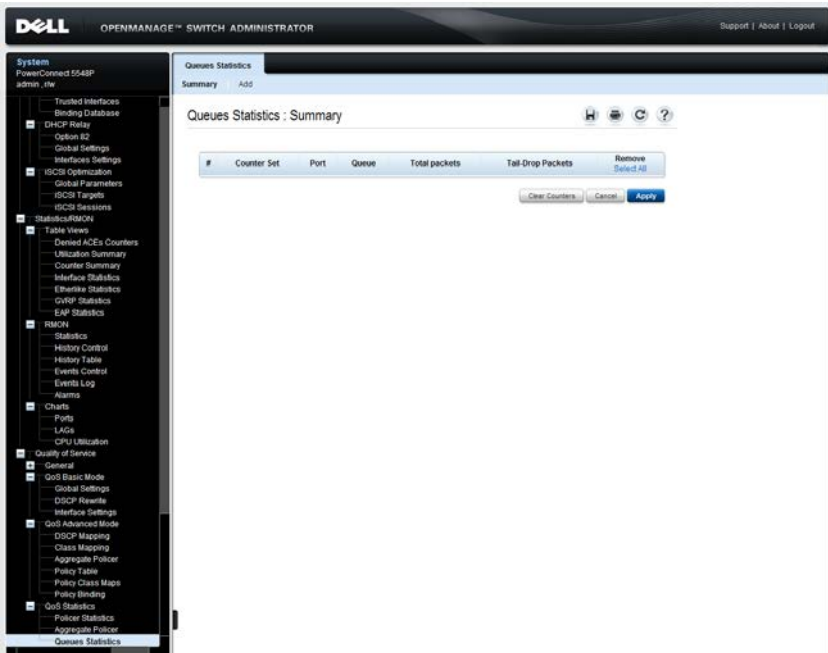 DELL OPENMANAGE™ SWITCH ADMINISTRATOR Support | About | Logout
System
PowerConnect 5548P
admin , r/w
Trusted Interfaces
Binding Database
DHCP Relay
Option 82
Global Settings
Interfaces Settings
iSCSI Optimization
Global Parameters
iSCSI Targets
iSCSI Sessions
Statistics/RMON
Table Views
Denied ACEs Counters
Utilization Summary
Counter Summary
Interface Statistics
Etherlike Statistics
GVRP Statistics
EAP Statistics
RMON
Statistics
History Control
History Table
Events Control
Events Log
Alarms
Charts
Ports
LAGs
CPU Utilization
Quality of Service
General
QoS Basic Mode
Global Settings
DSCP Rewrite
Interface Settings
QoS Advanced Mode
DSCP Mapping
Class Mapping
Aggregate Policer
Policy Table
Policy Class Maps
Policy Binding
QoS Statistics
Policer Statistics
Aggregate Policer
Queues Statistics
Queues Statistics
Summary Add
Queues Statistics : Summary
# Counter Set Port Queue Total packets Tail-Drop Packets Remove
Select All
Clear Counters Cancel Apply